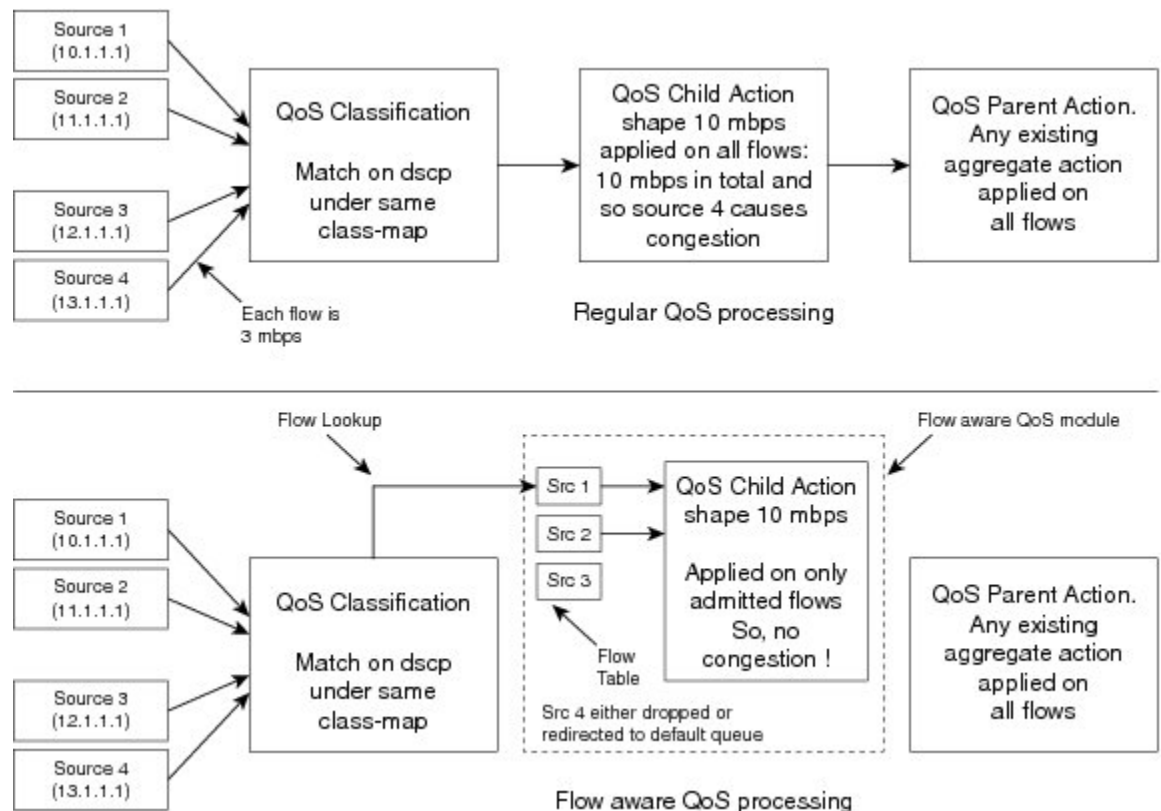 Source 1
(10.1.1.1)
Source 2
(11.1.1.1)
Source 3
(12.1.1.1)
Source 4
(13.1.1.1)
Each flow is
3 mbps
QoS Classification
Match on dscp
under same
class-map
QoS Child Action
shape 10 mbps
applied on all flows:
10 mbps in total and
so source 4 causes
congestion
QoS Parent Action.
Any existing
aggregate action
applied on
all flows
Regular QoS processing
Flow Lookup
Flow aware QoS module
Source 1
(10.1.1.1)
Source 2
(11.1.1.1)
Source 3
(12.1.1.1)
Source 4
(13.1.1.1)
QoS Classification
Match on dscp
under same
class-map
Src 1
Src 2
Src 3
Flow
Table
QoS Child Action
shape 10 mbps
Applied on only
admitted flows
So, no
congestion !
Src 4 either dropped or
redirected to default queue
QoS Parent Action.
Any existing
aggregate action
applied on
all flows
Flow aware QoS processing